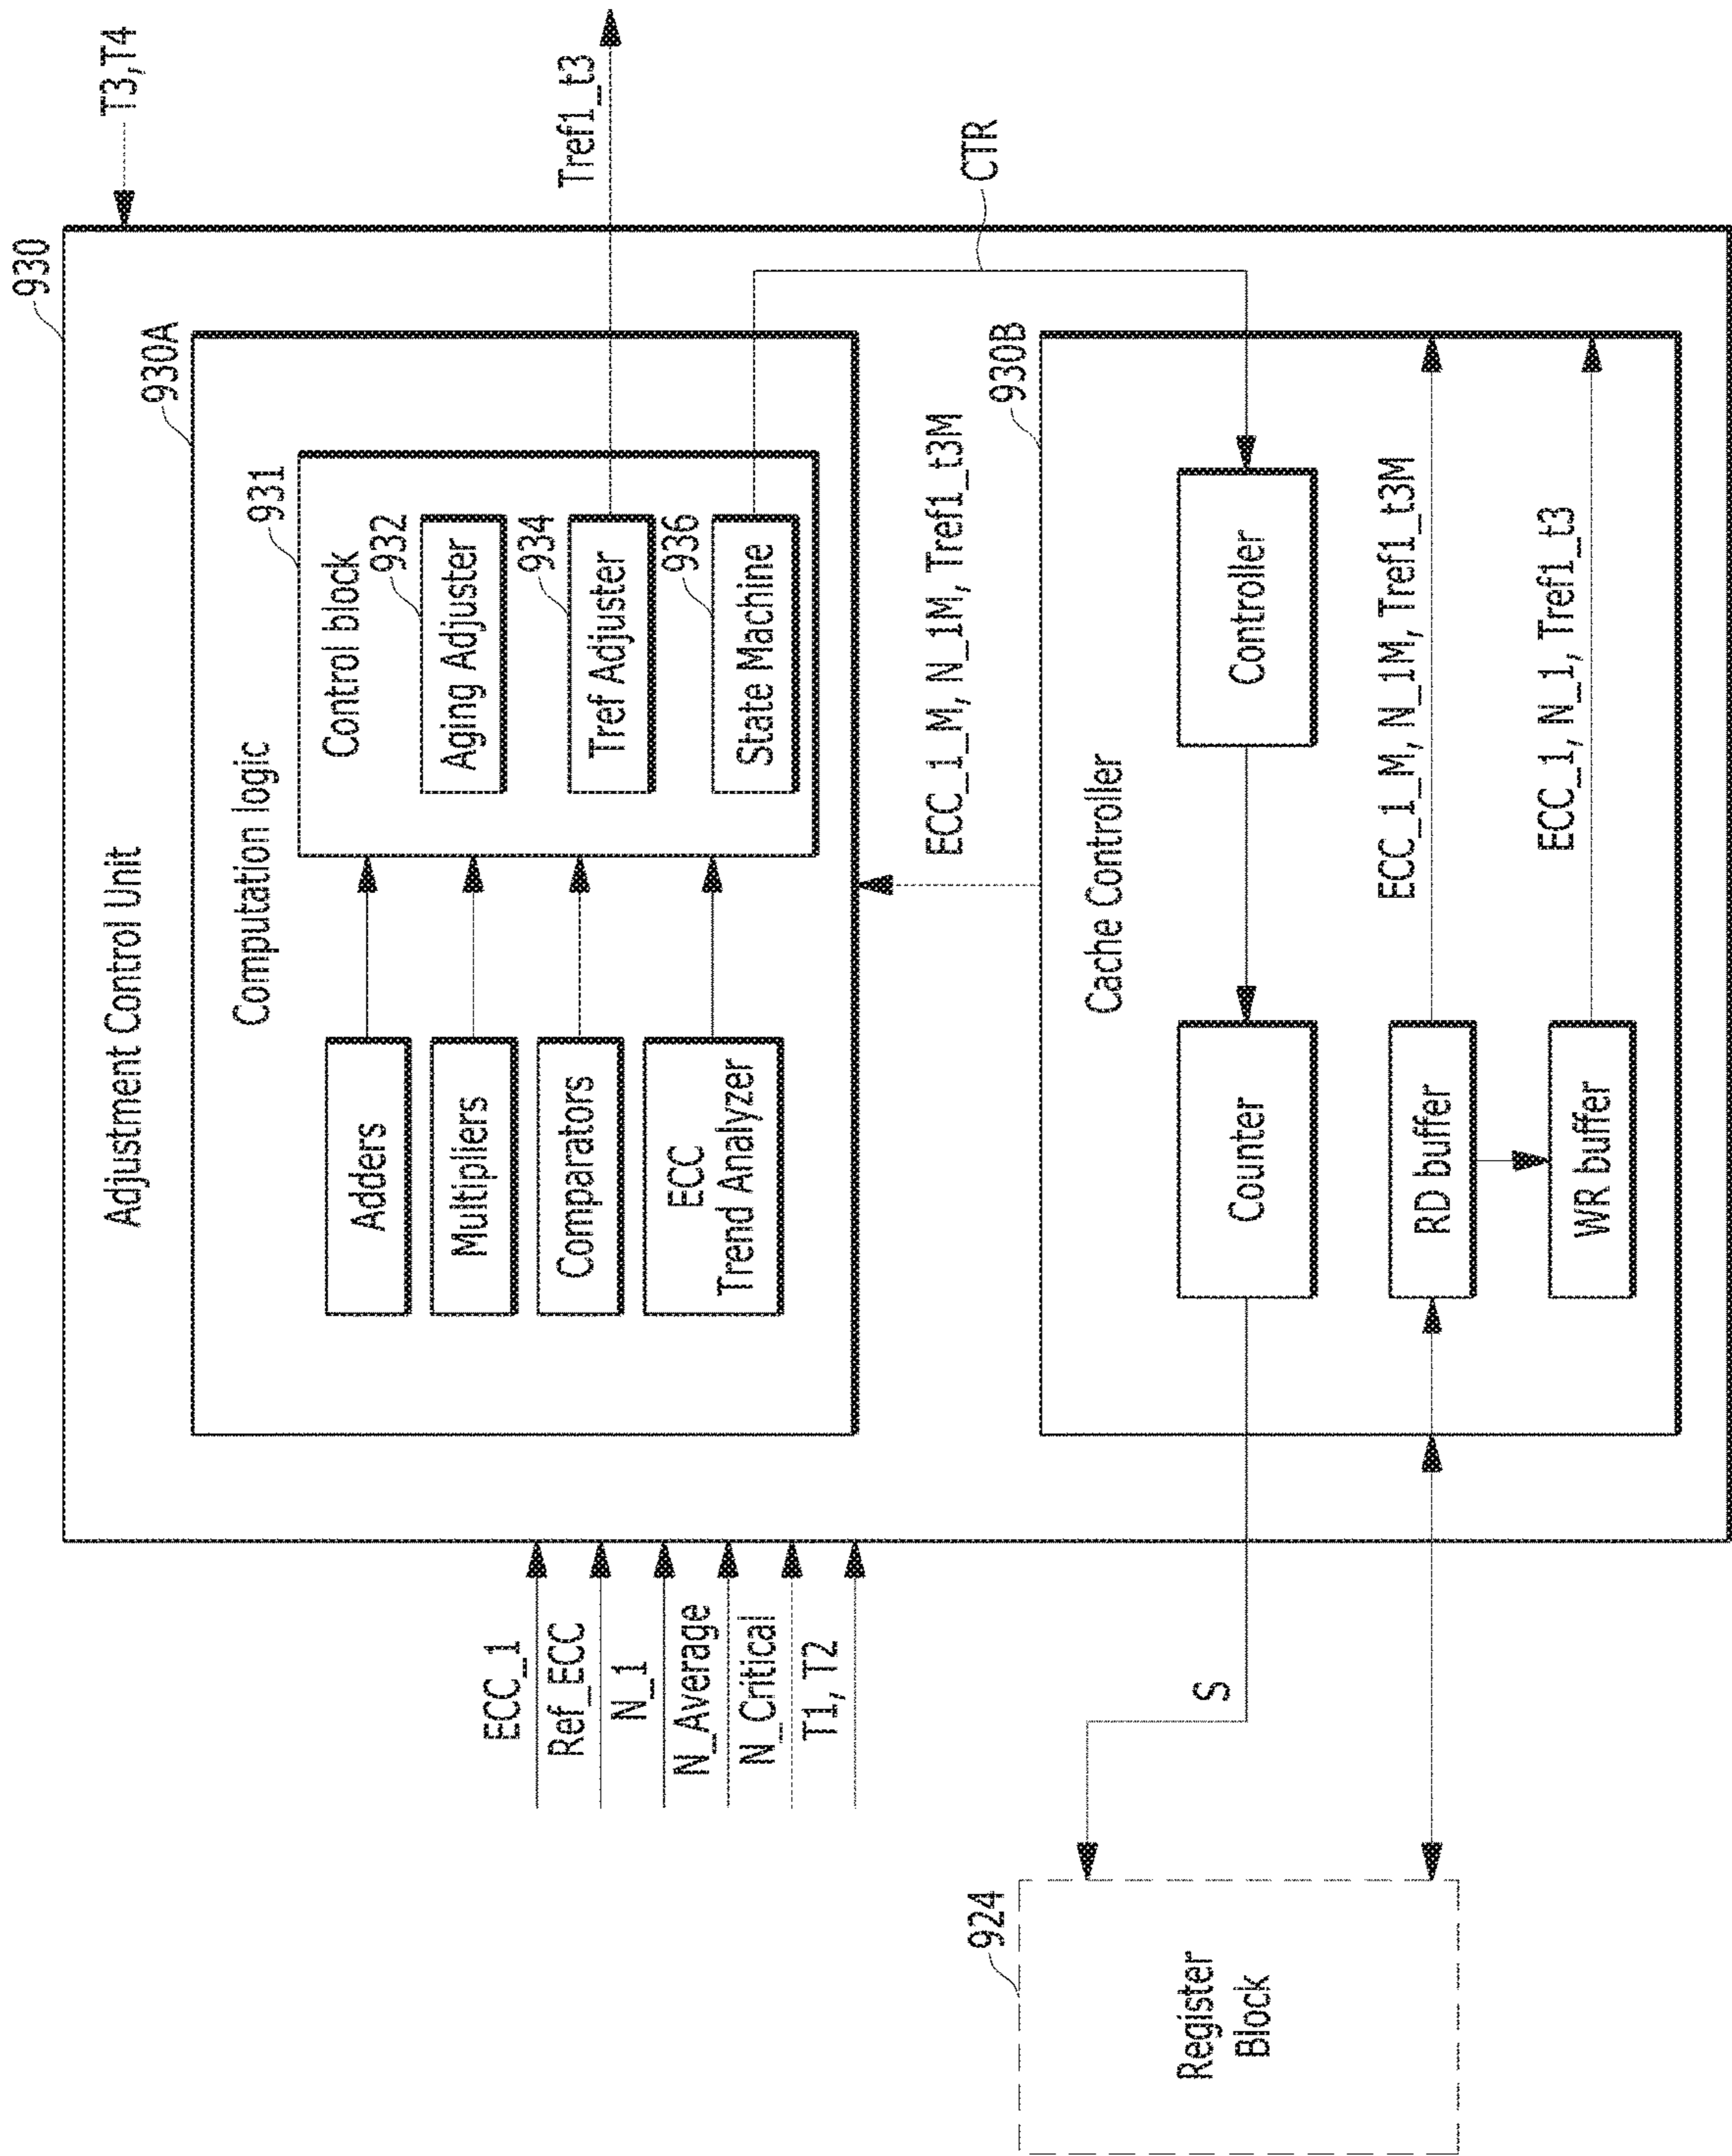 930
Adjustment Control Unit
T3,T4
930A
Computation logic
931
Control block
Adders
932
Aging Adjuster
Multipliers
934
Tref Adjuster
Tref1_t3
Comparators
936
State Machine
ECC
Trend Analyzer
ECC_1
Ref_ECC
N_1
N_Average
N_Critical
T1, T2
ECC_1_M, N_1M, Tref1_t3M
CTR
930B
Cache Controller
924
Register
Block
S
Counter
Controller
RD buffer
ECC_1_M, N_1M, Tref1_t3M
WR buffer
ECC_1, N_1, Tref1_t3